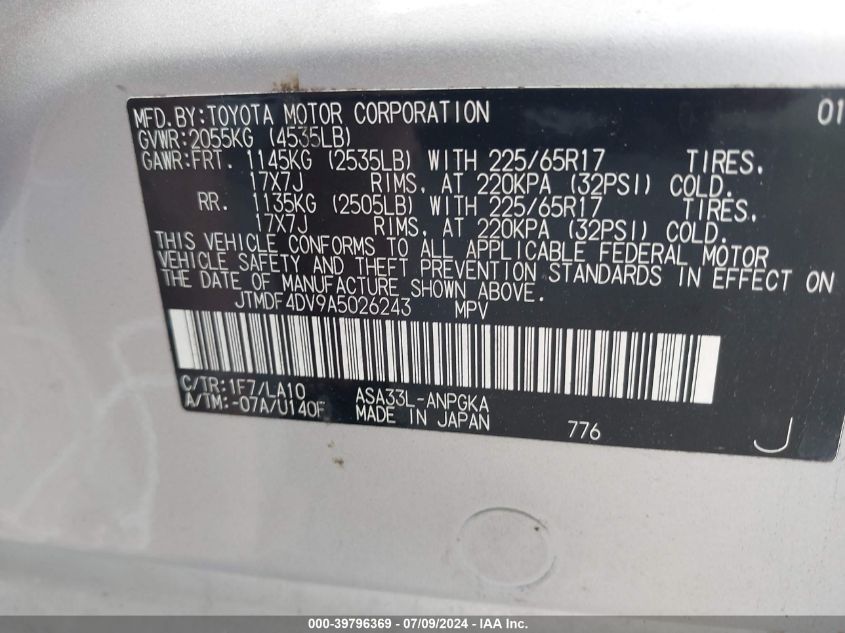 MFD. BY: TOYOTA MOTOR CORPORATION 01
GVWR: 2055KG (4535LB)
GAWR: FRT. 1145KG (2535LB) WITH 225/65R17 TIRES.
17X7J RIMS, AT 220KPA (32PSI) COLD.
RR. 1135KG (2505LB) WITH 225/65R17 TIRES,
17X7J RIMS, AT 220KPA (32PSI) COLD.
THIS VEHICLE CONFORMS TO ALL APPLICABLE FEDERAL MOTOR
VEHICLE SAFETY AND THEFT PREVENTION STANDARDS IN EFFECT ON
THE DATE OF MANUFACTURE SHOWN ABOVE.
JTMDF4DV9A5026243 MPV
C/TR: 1F7/LA10 ASA33L-ANPGKA
A/TM: -07A/U140F MADE IN JAPAN 776 J
000-39796369 / 07/09/2024 - IAA Inc.